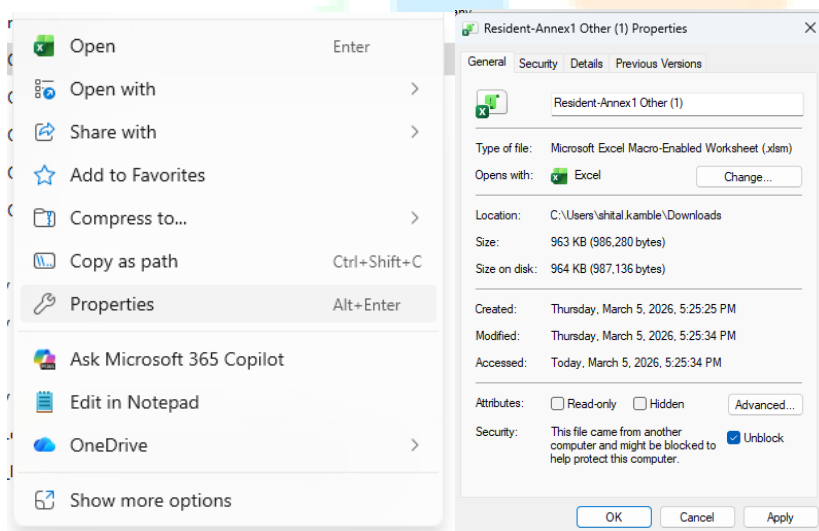 Open Enter
Open with
Share with
Add to Favorites
Compress to...
Copy as path Ctrl+Shift+C
Properties Alt+Enter
Ask Microsoft 365 Copilot
Edit in Notepad
OneDrive
Show more options
Resident-Annex1 Other (1) Properties
General Security Details Previous Versions
Resident-Annex1 Other (1)
Type of file: Microsoft Excel Macro-Enabled Worksheet (.xlsm)
Opens with: Excel Change...
Location: C:\Users\shital.kamble\Downloads
Size: 963 KB (986,280 bytes)
Size on disk: 964 KB (987,136 bytes)
Created: Thursday, March 5, 2026, 5:25:25 PM
Modified: Thursday, March 5, 2026, 5:25:34 PM
Accessed: Today, March 5, 2026, 5:25:34 PM
Attributes: Read-only Hidden Advanced...
Security: This file came from another
computer and might be blocked to Unblock
help protect this computer.
OK Cancel Apply